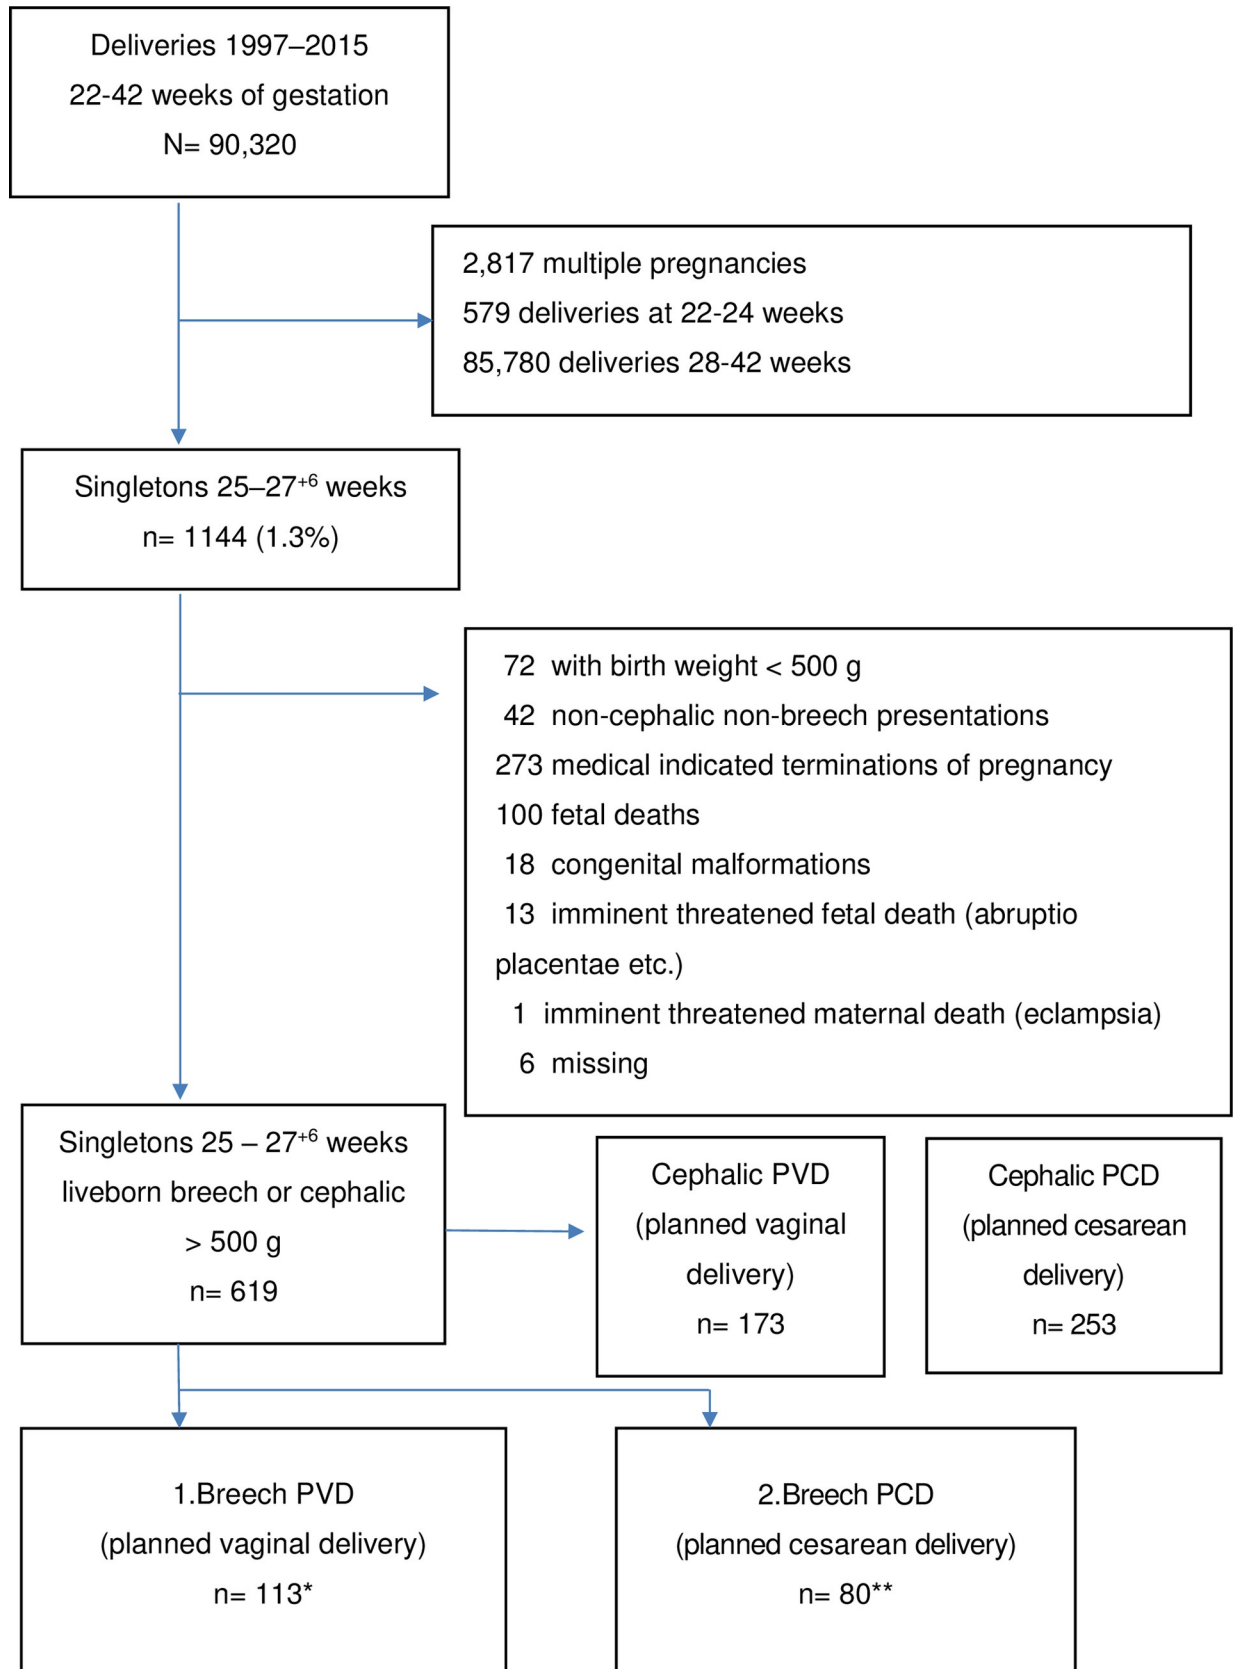 Deliveries 1997–2015
22-42 weeks of gestation
N= 90,320
2,817 multiple pregnancies
579 deliveries at 22-24 weeks
85,780 deliveries 28-42 weeks
Singletons 25–27⁺⁶ weeks
n= 1144 (1.3%)
72 with birth weight < 500 g
42 non-cephalic non-breech presentations
273 medical indicated terminations of pregnancy
100 fetal deaths
18 congenital malformations
13 imminent threatened fetal death (abruptio
placentae etc.)
1 imminent threatened maternal death (eclampsia)
6 missing
Singletons 25 – 27⁺⁶ weeks
liveborn breech or cephalic
> 500 g
n= 619
Cephalic PVD
(planned vaginal
delivery)
n= 173
Cephalic PCD
(planned cesarean
delivery)
n= 253
1.Breech PVD
(planned vaginal delivery)
n= 113*
2.Breech PCD
(planned cesarean delivery)
n= 80**